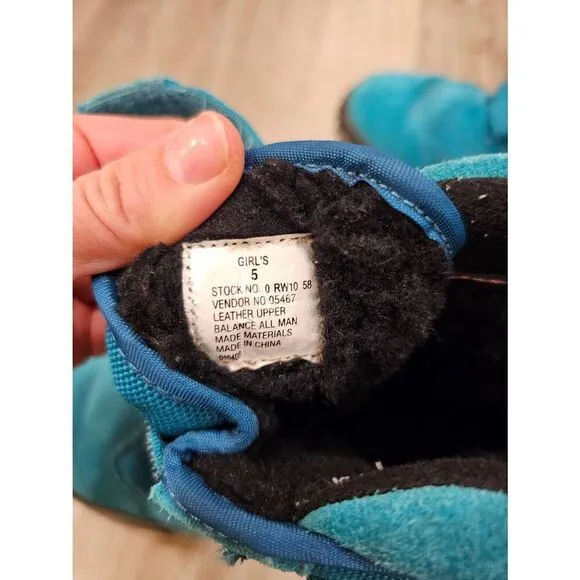 GIRL'S
5
STOCK NO. 0 RW10 58
VENDOR NO 05467
LEATHER UPPER
BALANCE ALL MAN
MADE MATERIALS
MADE IN CHINA